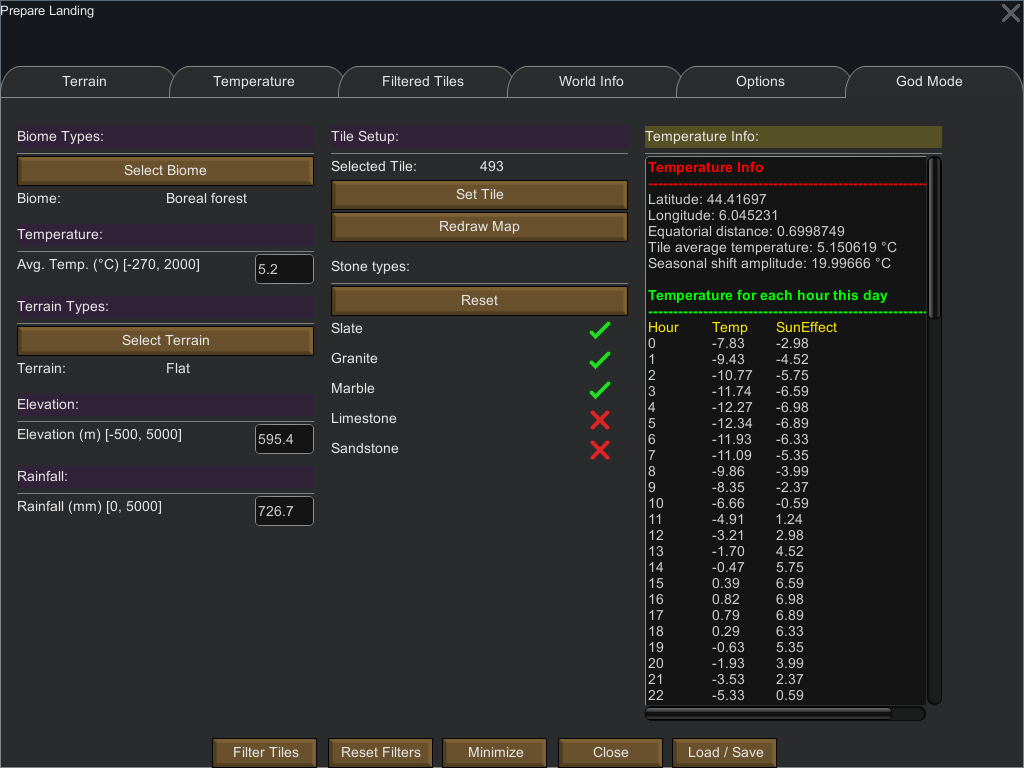 Prepare Landing
Terrain
Temperature
Filtered Tiles
World Info
Options
God Mode
Biome Types:
Select Biome
Biome: Boreal forest
Temperature:
Avg. Temp. (°C) [-270, 2000] 5.2
Terrain Types:
Select Terrain
Terrain: Flat
Elevation:
Elevation (m) [-500, 5000] 595.4
Rainfall:
Rainfall (mm) [0, 5000] 726.7
Tile Setup:
Selected Tile: 493
Set Tile
Redraw Map
Stone types:
Reset
Slate
Granite
Marble
Limestone
Sandstone
Temperature Info:
Temperature Info
Latitude: 44.41697
Longitude: 6.045231
Equatorial distance: 0.6998749
Tile average temperature: 5.150619 °C
Seasonal shift amplitude: 19.99666 °C
Temperature for each hour this day
Hour Temp SunEffect
0 -7.83 -2.98
1 -9.43 -4.52
2 -10.77 -5.75
3 -11.74 -6.59
4 -12.27 -6.98
5 -12.34 -6.89
6 -11.93 -6.33
7 -11.09 -5.35
8 -9.86 -3.99
9 -8.35 -2.37
10 -6.66 -0.59
11 -4.91 1.24
12 -3.21 2.98
13 -1.70 4.52
14 -0.47 5.75
15 0.39 6.59
16 0.82 6.98
17 0.79 6.89
18 0.29 6.33
19 -0.63 5.35
20 -1.93 3.99
21 -3.53 2.37
22 -5.33 0.59
Filter Tiles
Reset Filters
Minimize
Close
Load / Save